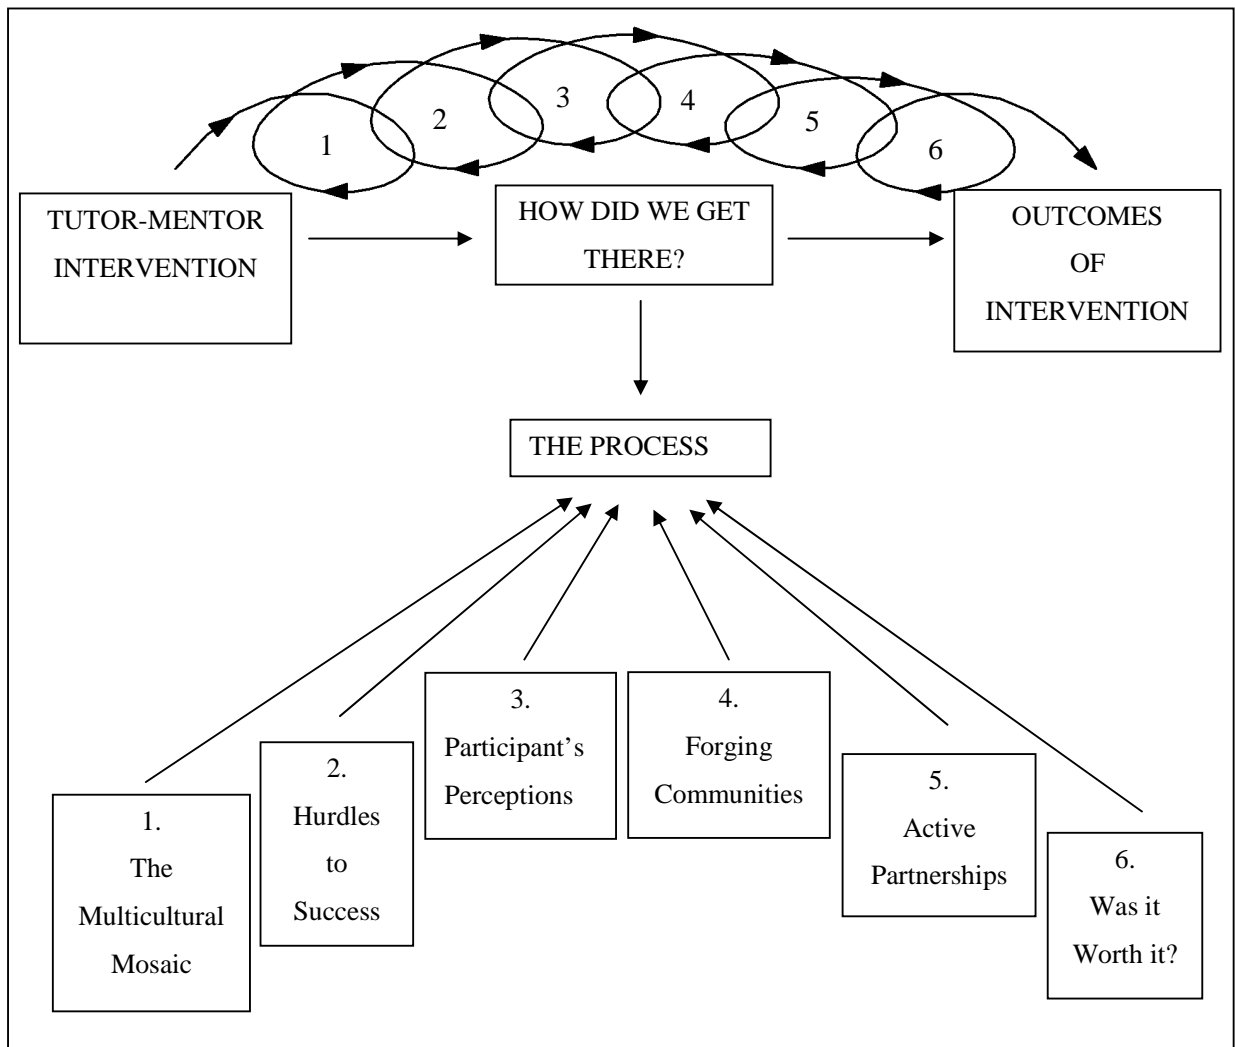 1
2
3
4
5
6
TUTOR-MENTOR
INTERVENTION
HOW DID WE GET
THERE?
OUTCOMES
OF
INTERVENTION
THE PROCESS
1.
The
Multicultural
Mosaic
2.
Hurdles
to
Success
3.
Participant’s
Perceptions
4.
Forging
Communities
5.
Active
Partnerships
6.
Was it
Worth it?